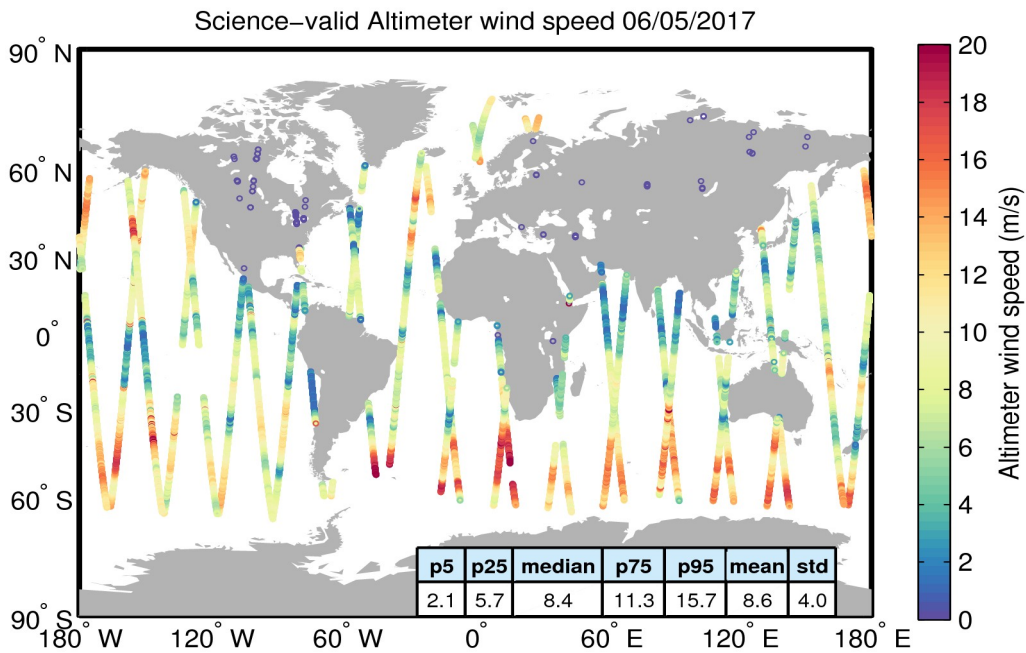 Science−valid Altimeter wind speed 06/05/2017
90° N
60° N
30° N
0°
30° S
60° S
90° S
180° W
120° W
60° W
0°
60° E
120° E
180° E
p5 p25 median p75 p95 mean std
2.1 5.7 8.4 11.3 15.7 8.6 4.0
20
18
16
14
12
10
8
6
4
2
0
Altimeter wind speed (m/s)